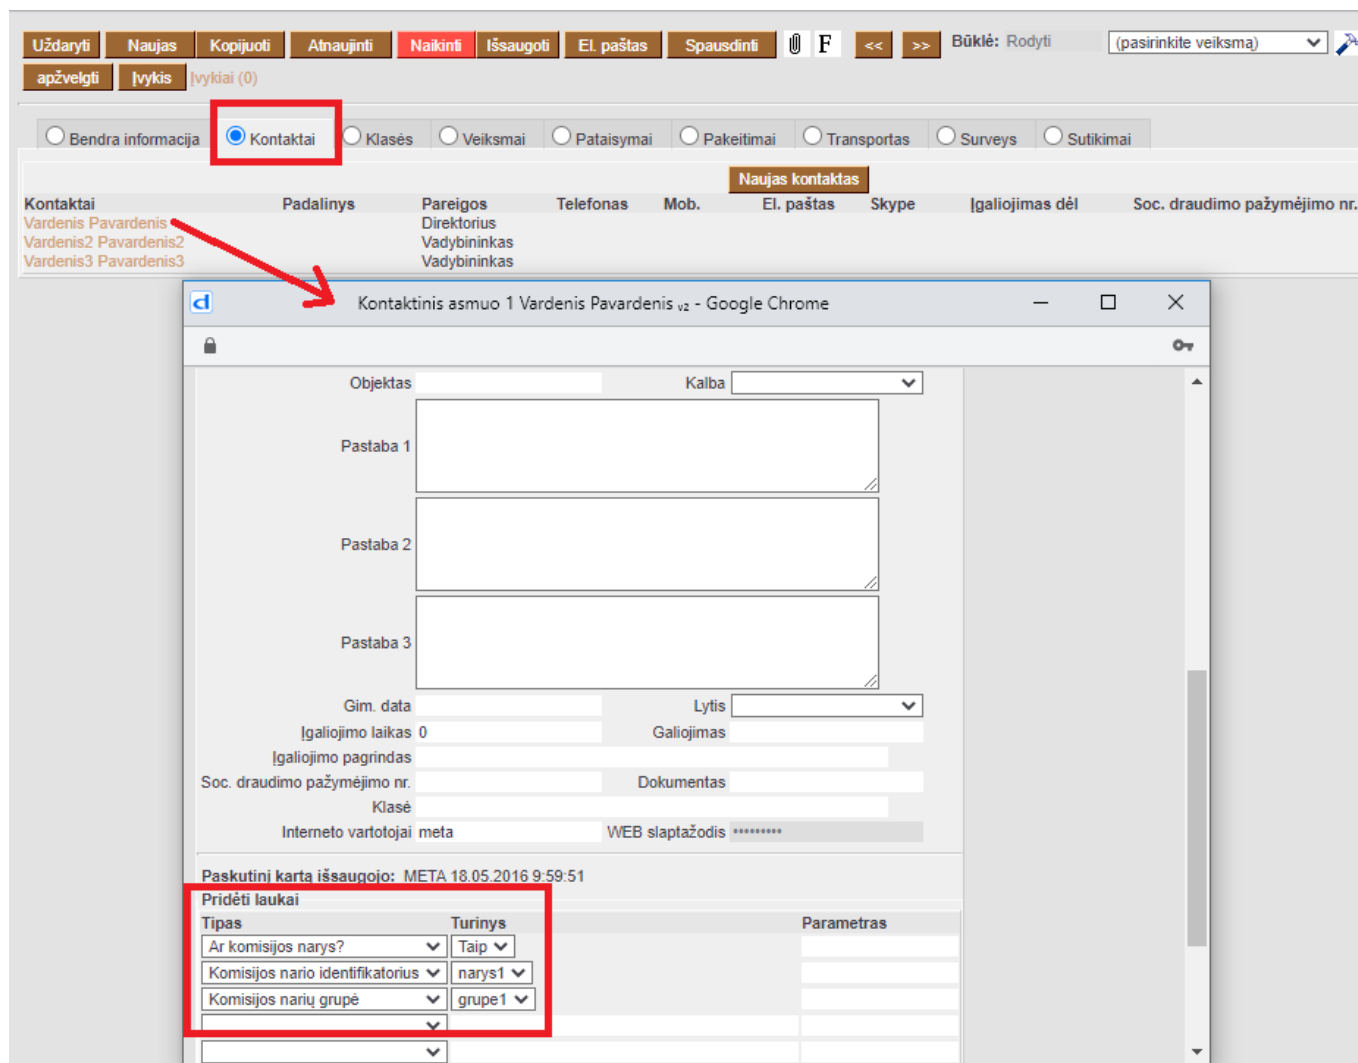 Uždaryti Naujas Kopijuoti Atnaujinti Naikinti Išsaugoti El. paštas Spausdinti F << >> Būklė: Rodyti (pasirinkite veiksmą)
apžvelgti Įvykis Įvykiai (0)
Bendra informacija Kontaktai Klasės Veiksmai Pataisymai Pakeitimai Transportas Surveys Sutikimai
Naujas kontaktas
Kontaktai Padalinys Pareigos Telefonas Mob. El. paštas Skype Įgaliojimas dėl Soc. draudimo pažymėjimo nr.
Vardenis Pavardenis Direktorius
Vardenis2 Pavardenis2 Vadybininkas
Vardenis3 Pavardenis3 Vadybininkas
d Kontaktinis asmuo 1 Vardenis Pavardenis v2 - Google Chrome
Objektas Kalba
Pastaba 1
Pastaba 2
Pastaba 3
Gim. data Lytis
Įgaliojimo laikas 0 Galiojimas
Įgaliojimo pagrindas
Soc. draudimo pažymėjimo nr. Dokumentas
Klasė
Interneto vartotojai meta WEB slaptažodis •••••••••
Paskutinį kartą išsaugojo: META 18.05.2016 9:59:51
Pridėti laukai
Tipas Turinys Parametras
Ar komisijos narys? Taip
Komisijos nario identifikatorius narys1
Komisijos narių grupė grupe1